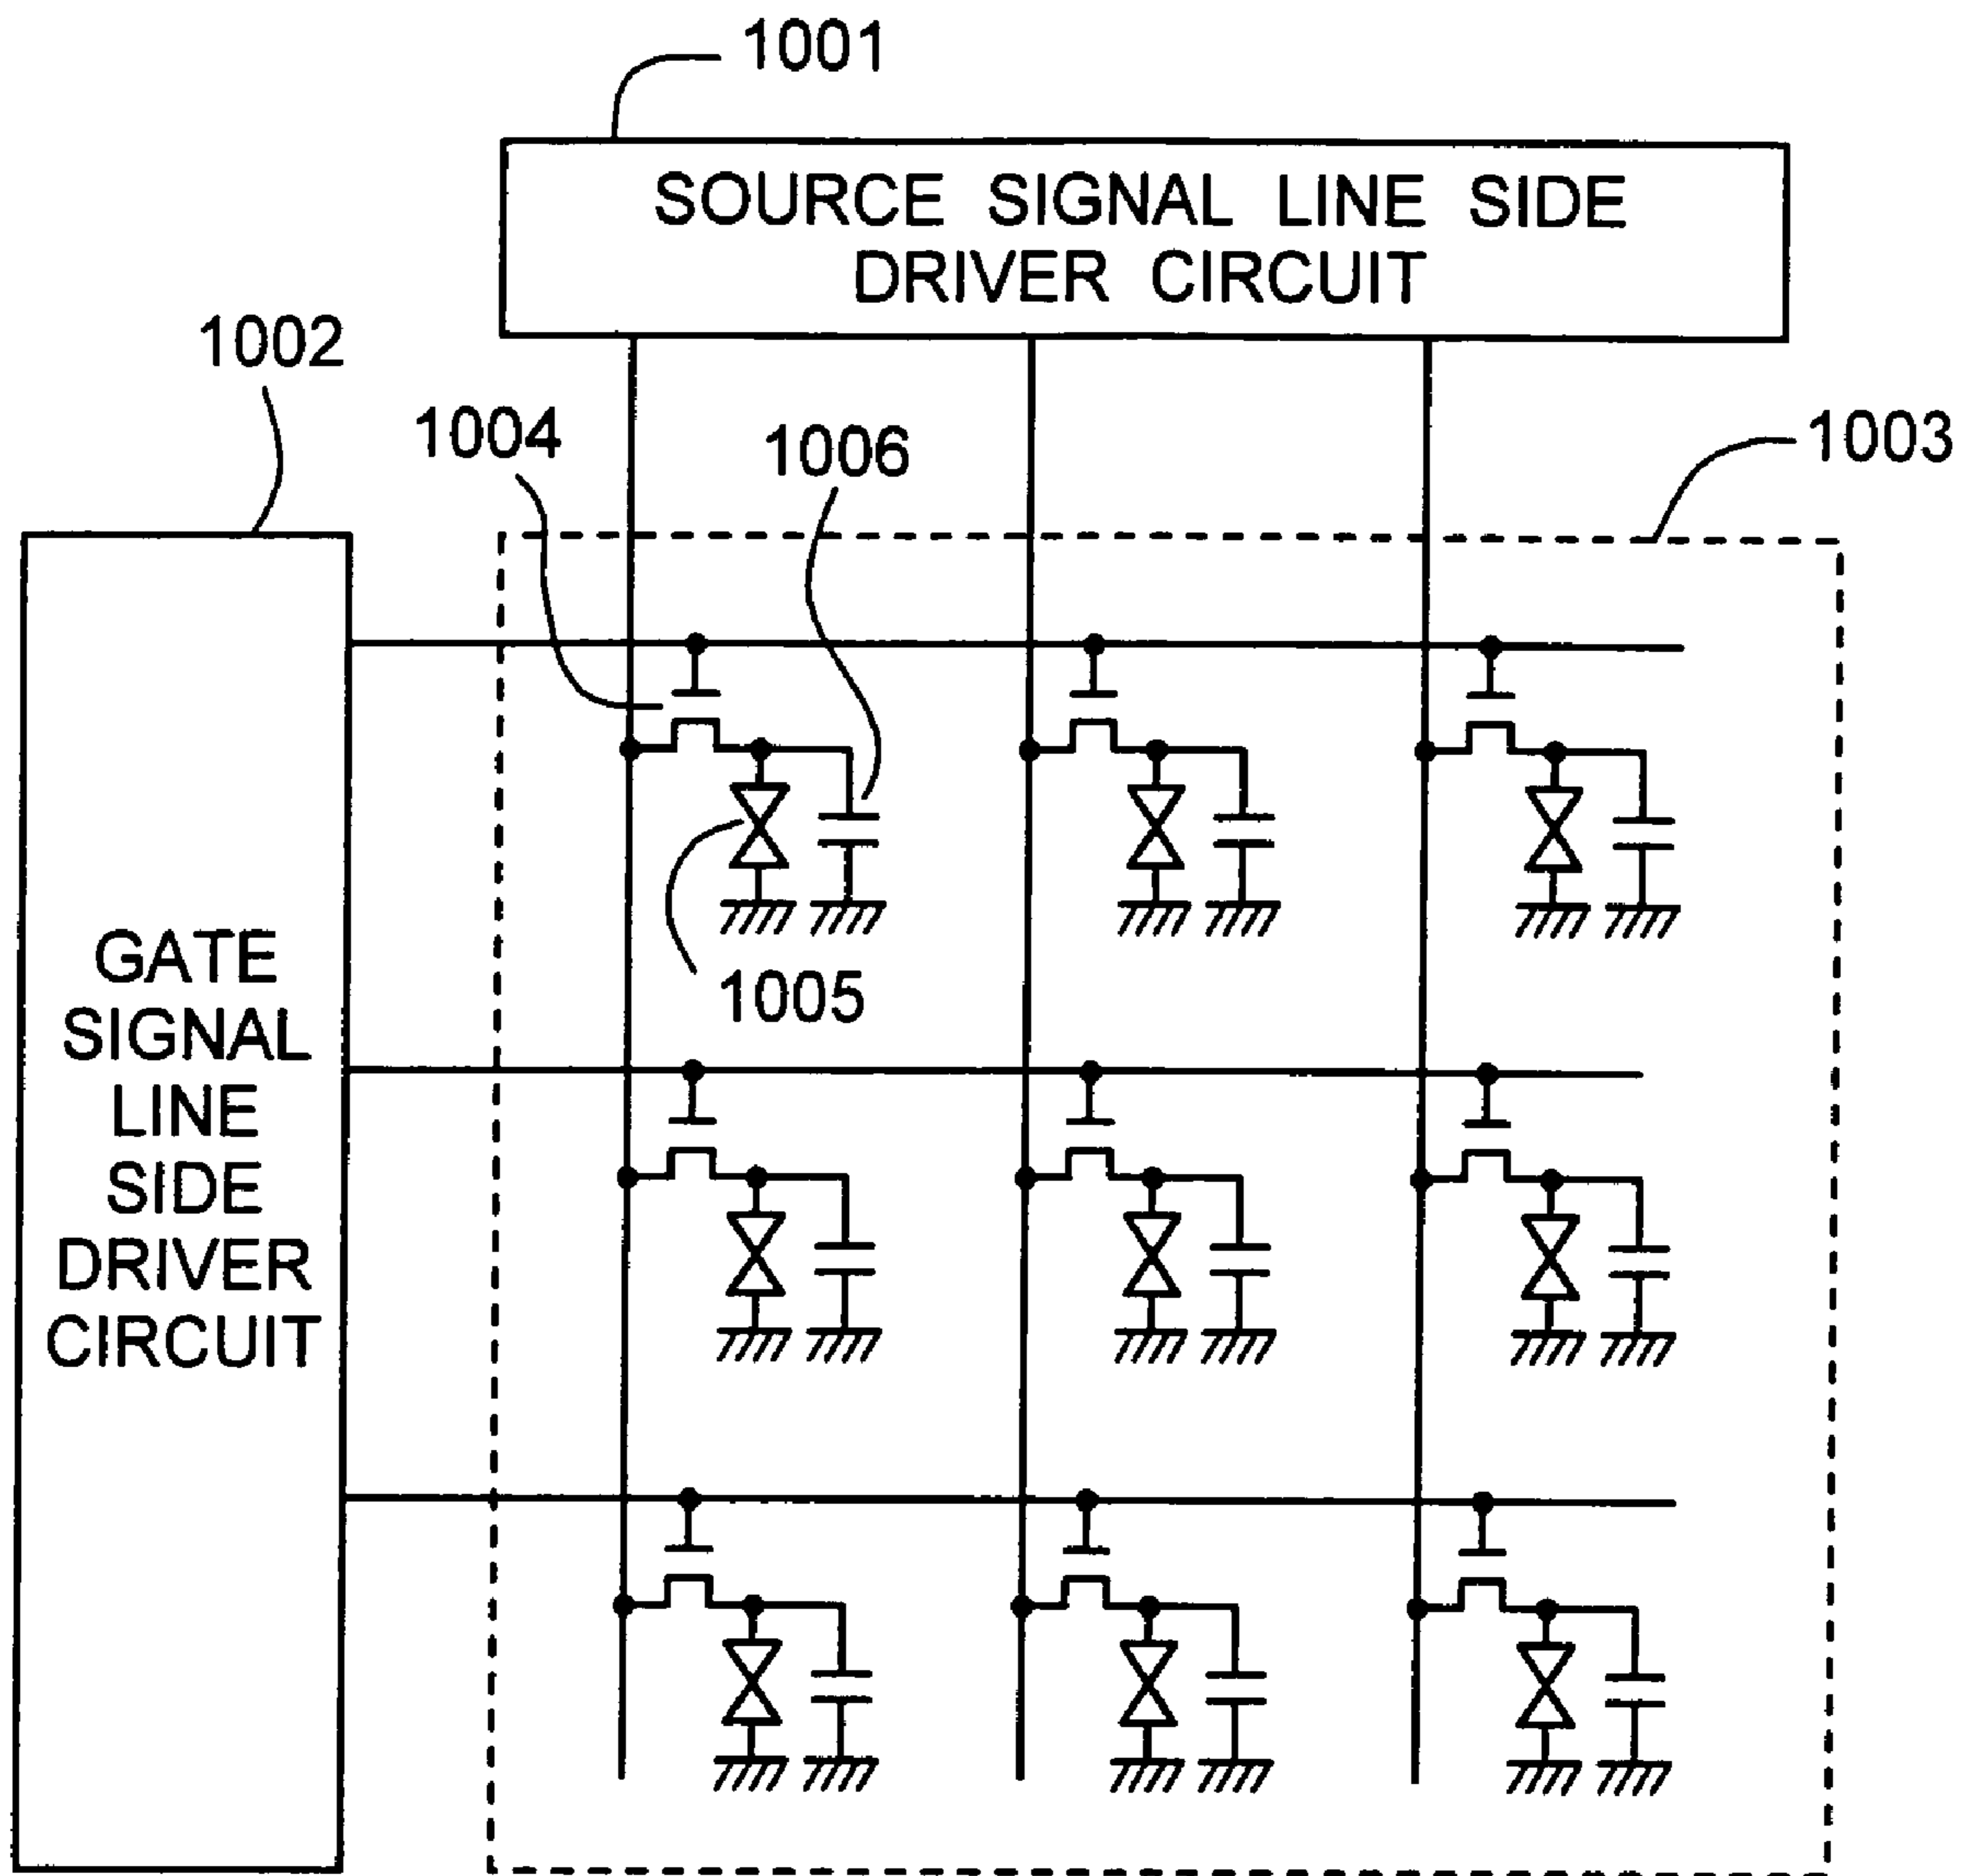 1001
SOURCE SIGNAL LINE SIDE
DRIVER CIRCUIT
1002
1004
1006
1003
1005
GATE
SIGNAL
LINE
SIDE
DRIVER
CIRCUIT